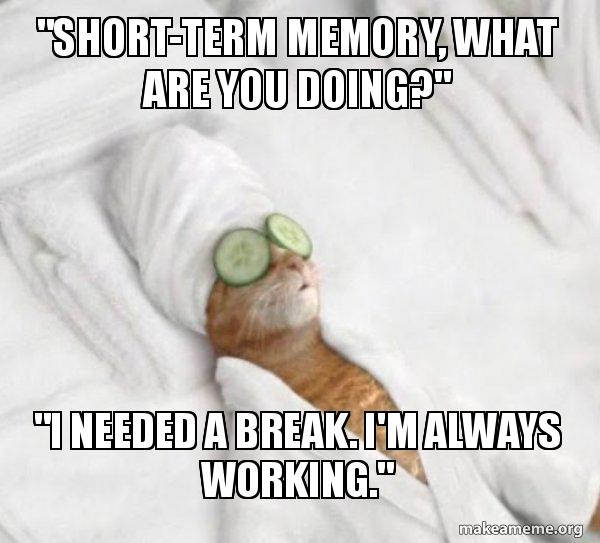 "SHORT-TERM MEMORY, WHAT
ARE YOU DOING?"
"I NEEDED A BREAK. I'M ALWAYS
WORKING."
makeameme.org